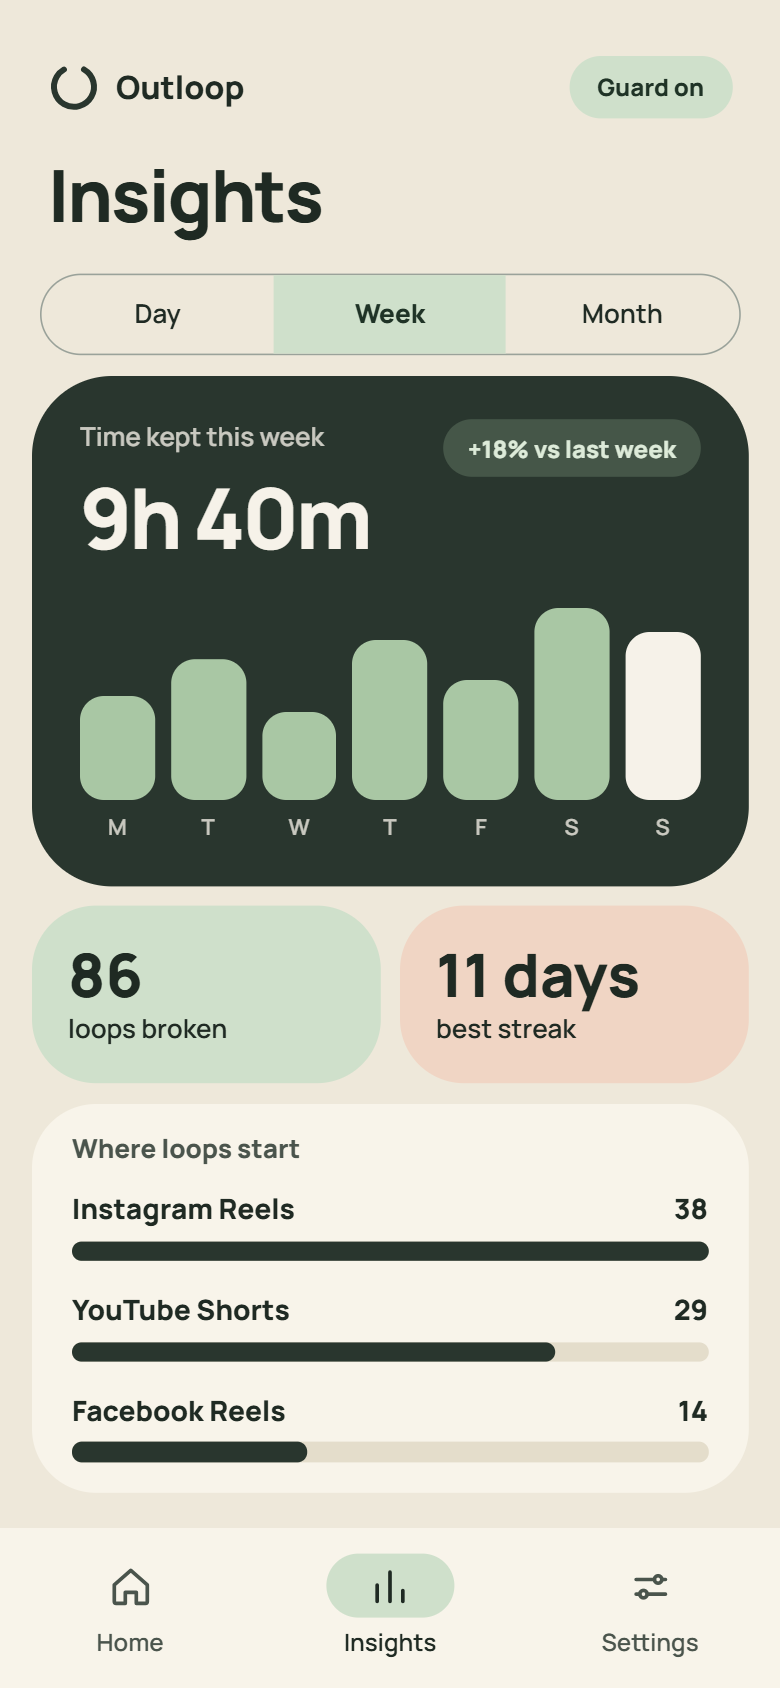 Outloop
Guard on
Insights
Day
Week
Month
Time kept this week
+18% vs last week
9h 40m
M
T
W
T
F
S
S
86
loops broken
11 days
best streak
Where loops start
Instagram Reels
38
YouTube Shorts
29
Facebook Reels
14
Home
Insights
Settings